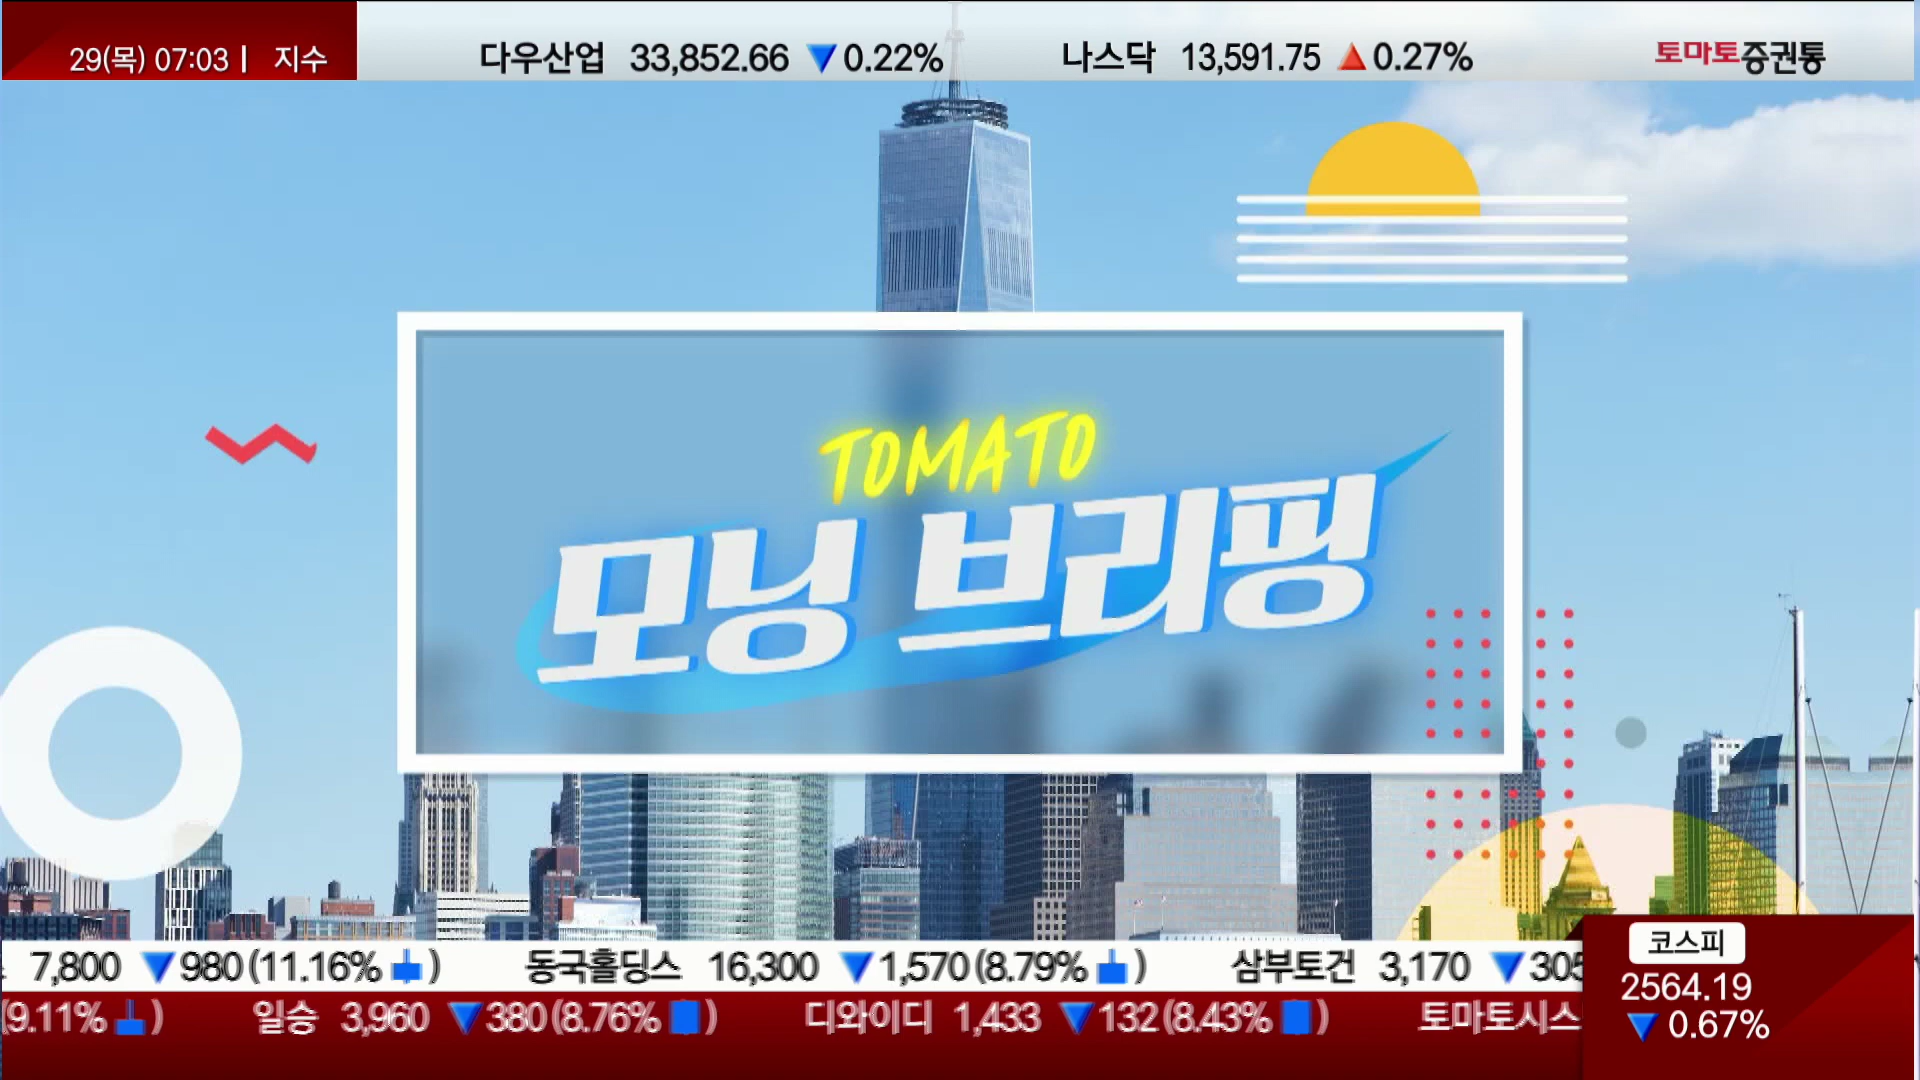 29(목) 07:03 | 지수 다우산업 33,852.66 ▼0.22% 나스닥 13,591.75 ▲0.27% 토마토증권통
TOMATO
모닝 브리핑
7,800 ▼980(11.16% ) 동국홀딩스 16,300 ▼1,570(8.79% ) 삼부토건 3,170 ▼305
(9.11% ) 일승 3,960 ▼380(8.76% ) 디와이디 1,433 ▼132(8.43% ) 토마토시스
코스피
2564.19
▼ 0.67%